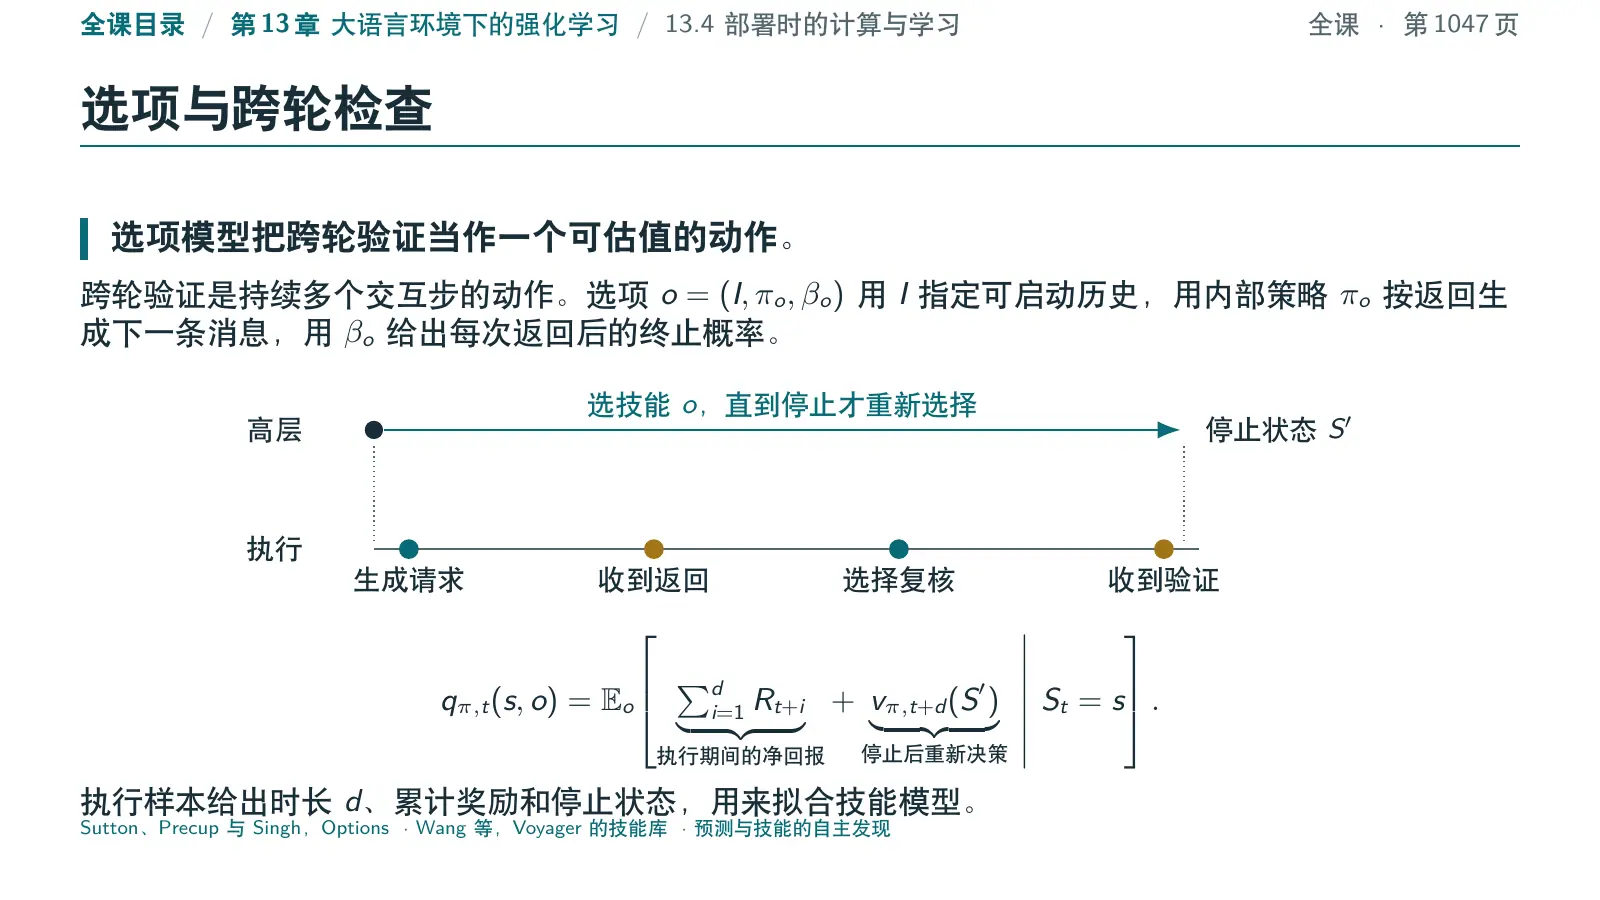 全课目录 / 第13章 大语言环境下的强化学习 / 13.4 部署时的计算与学习
全课 · 第1047页
选项与跨轮检查
选项模型把跨轮验证当作一个可估值的动作。
跨轮验证是持续多个交互步的动作。选项 o = (I, π_o, β_o) 用 I 指定可启动历史，用内部策略 π_o 按返回生
成下一条消息，用 β_o 给出每次返回后的终止概率。
选技能 o，直到停止才重新选择
高层
停止状态 S′
执行
生成请求 收到返回 选择复核 收到验证
q_{π,t}(s, o) = 𝔼_o [ ∑_{i=1}^{d} R_{t+i} + v_{π,t+d}(S′) | S_t = s ] .
执行期间的净回报 停止后重新决策
执行样本给出时长 d、累计奖励和停止状态，用来拟合技能模型。
Sutton、Precup 与 Singh，Options · Wang 等，Voyager 的技能库 · 预测与技能的自主发现